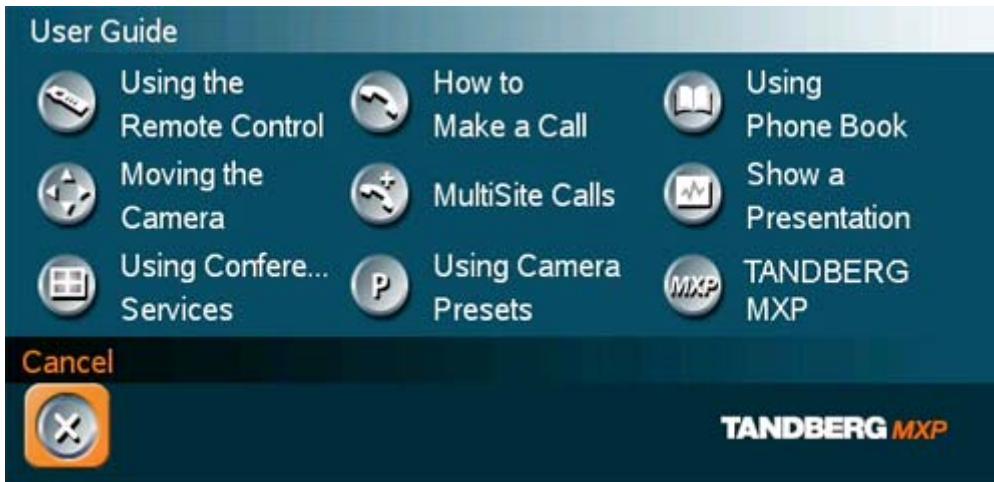 User Guide
Using the
Remote Control
How to
Make a Call
Using
Phone Book
Moving the
Camera
MultiSite Calls
Show a
Presentation
Using Confere...
Services
P
Using Camera
Presets
MXP
TANDBERG
MXP
Cancel
TANDBERG MXP